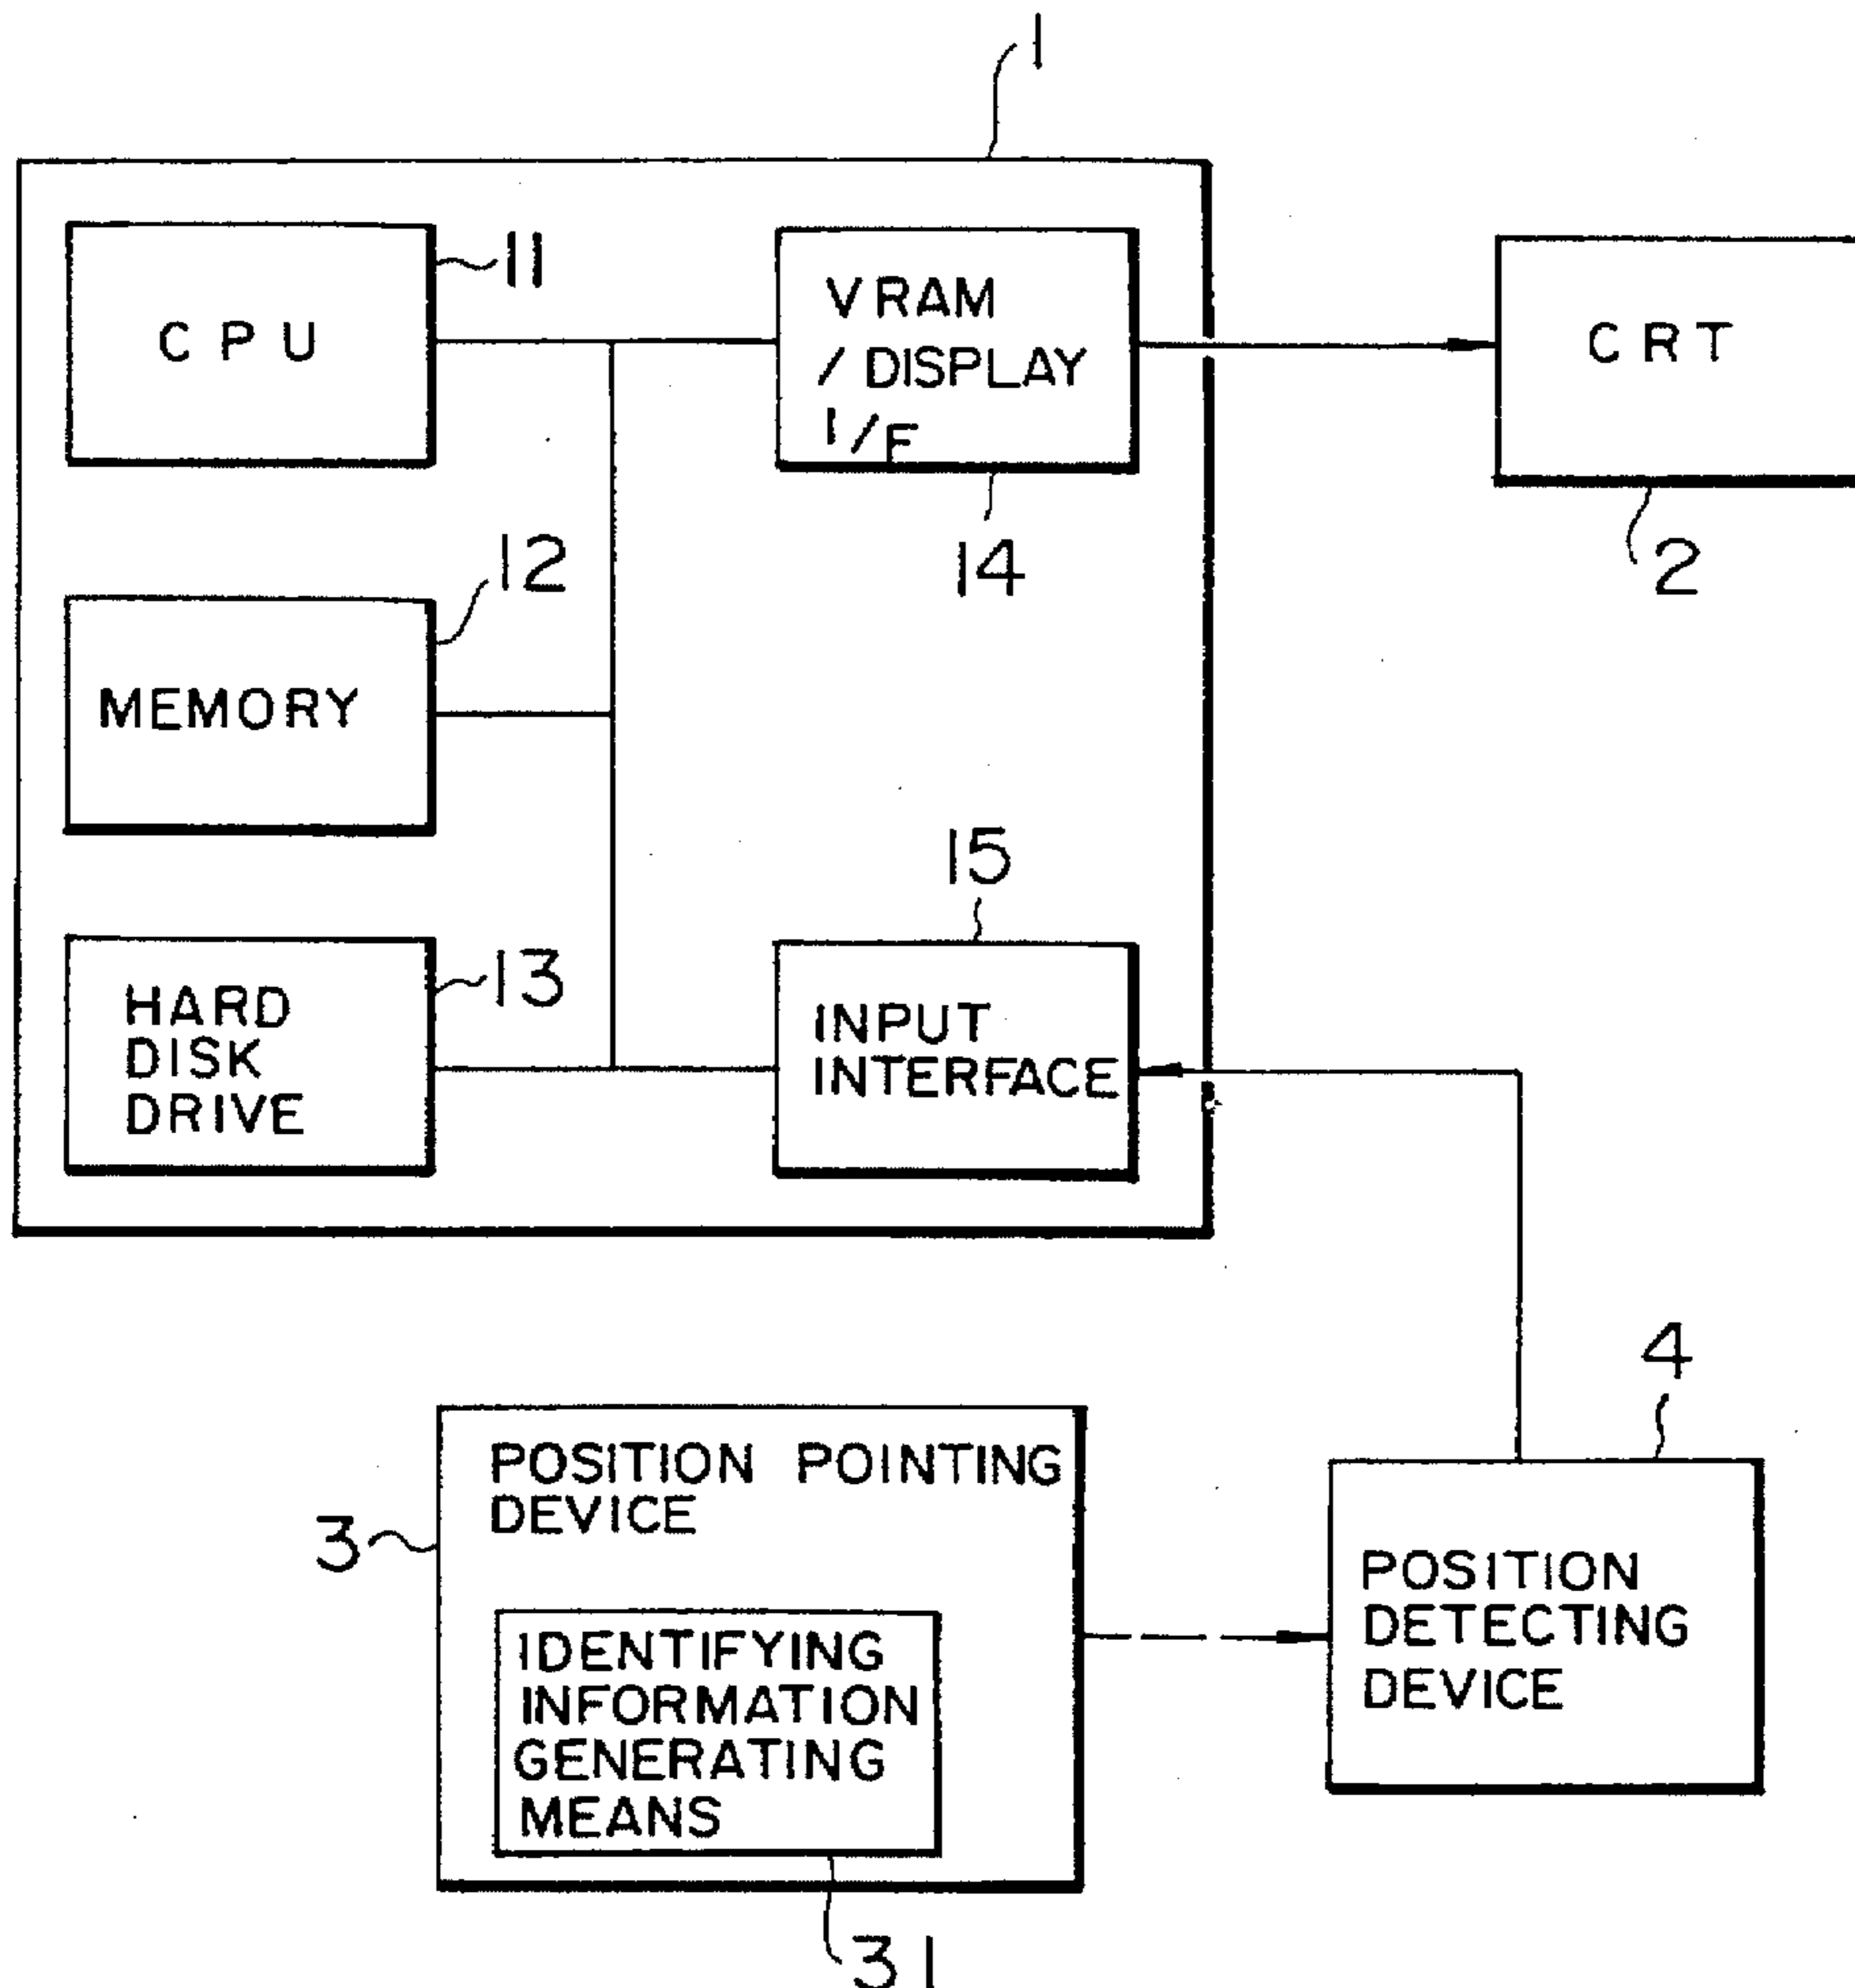 1
C P U
11
VRAM
/ DISPLAY
I/F
14
CRT
2
MEMORY
12
HARD
DISK
DRIVE
13
15
INPUT
INTERFACE
3
POSITION POINTING
DEVICE
IDENTIFYING
INFORMATION
GENERATING
MEANS
31
4
POSITION
DETECTING
DEVICE